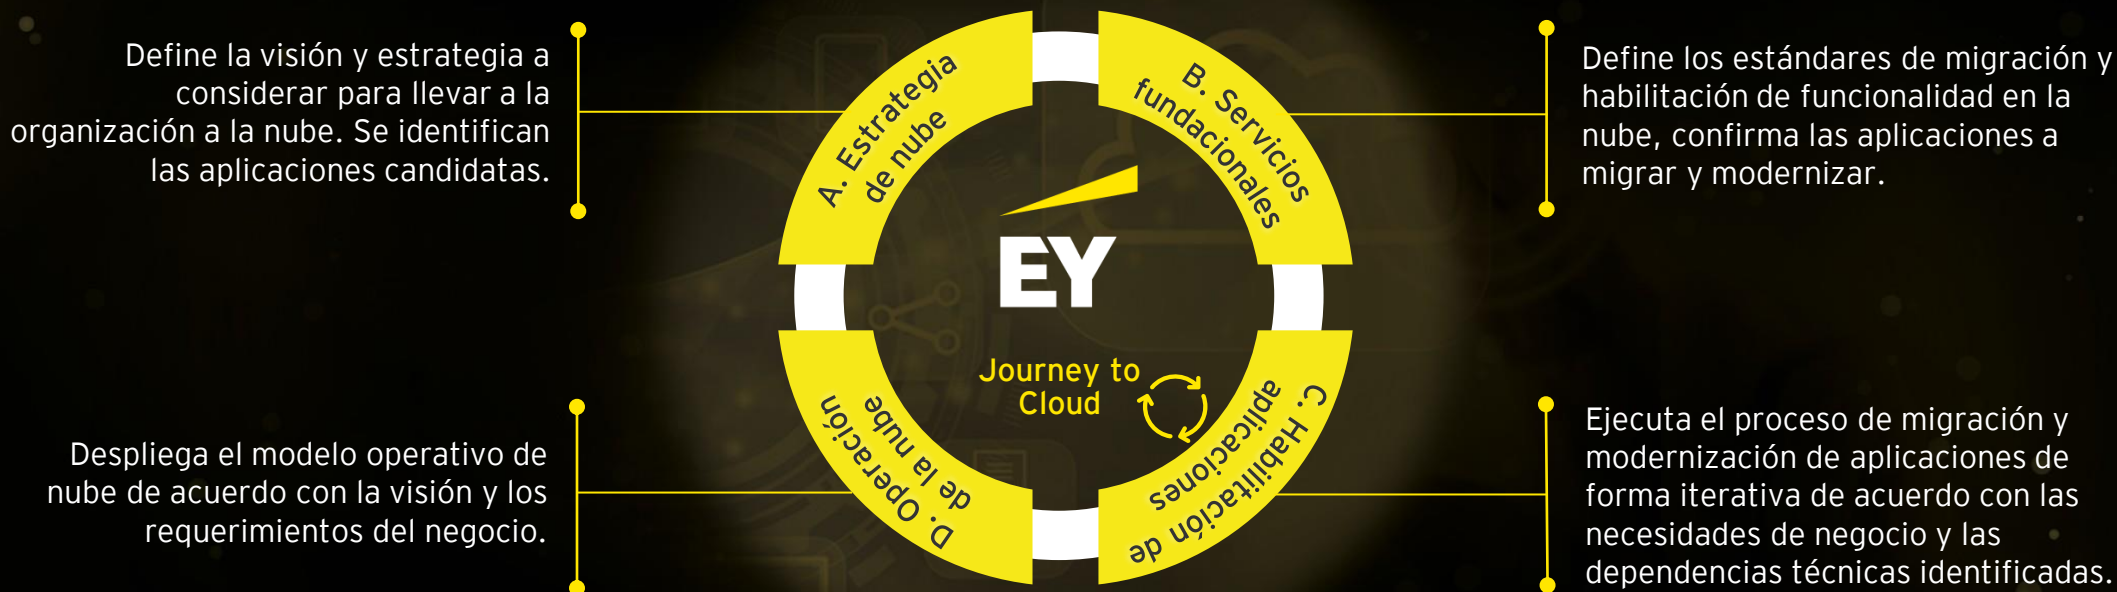 Define la visión y estrategia a
considerar para llevar a la
organización a la nube. Se identifican
las aplicaciones candidatas.
A. Estrategia
de nube
B. Servicios
fundacionales
Define los estándares de migración y
habilitación de funcionalidad en la
nube, confirma las aplicaciones a
migrar y modernizar.
EY
Journey to
Cloud
Despliega el modelo operativo de
nube de acuerdo con la visión y los
requerimientos del negocio.
D. Operación
de la nube
C. Habilitación de
aplicaciones
Ejecuta el proceso de migración y
modernización de aplicaciones de
forma iterativa de acuerdo con las
necesidades de negocio y las
dependencias técnicas identificadas.